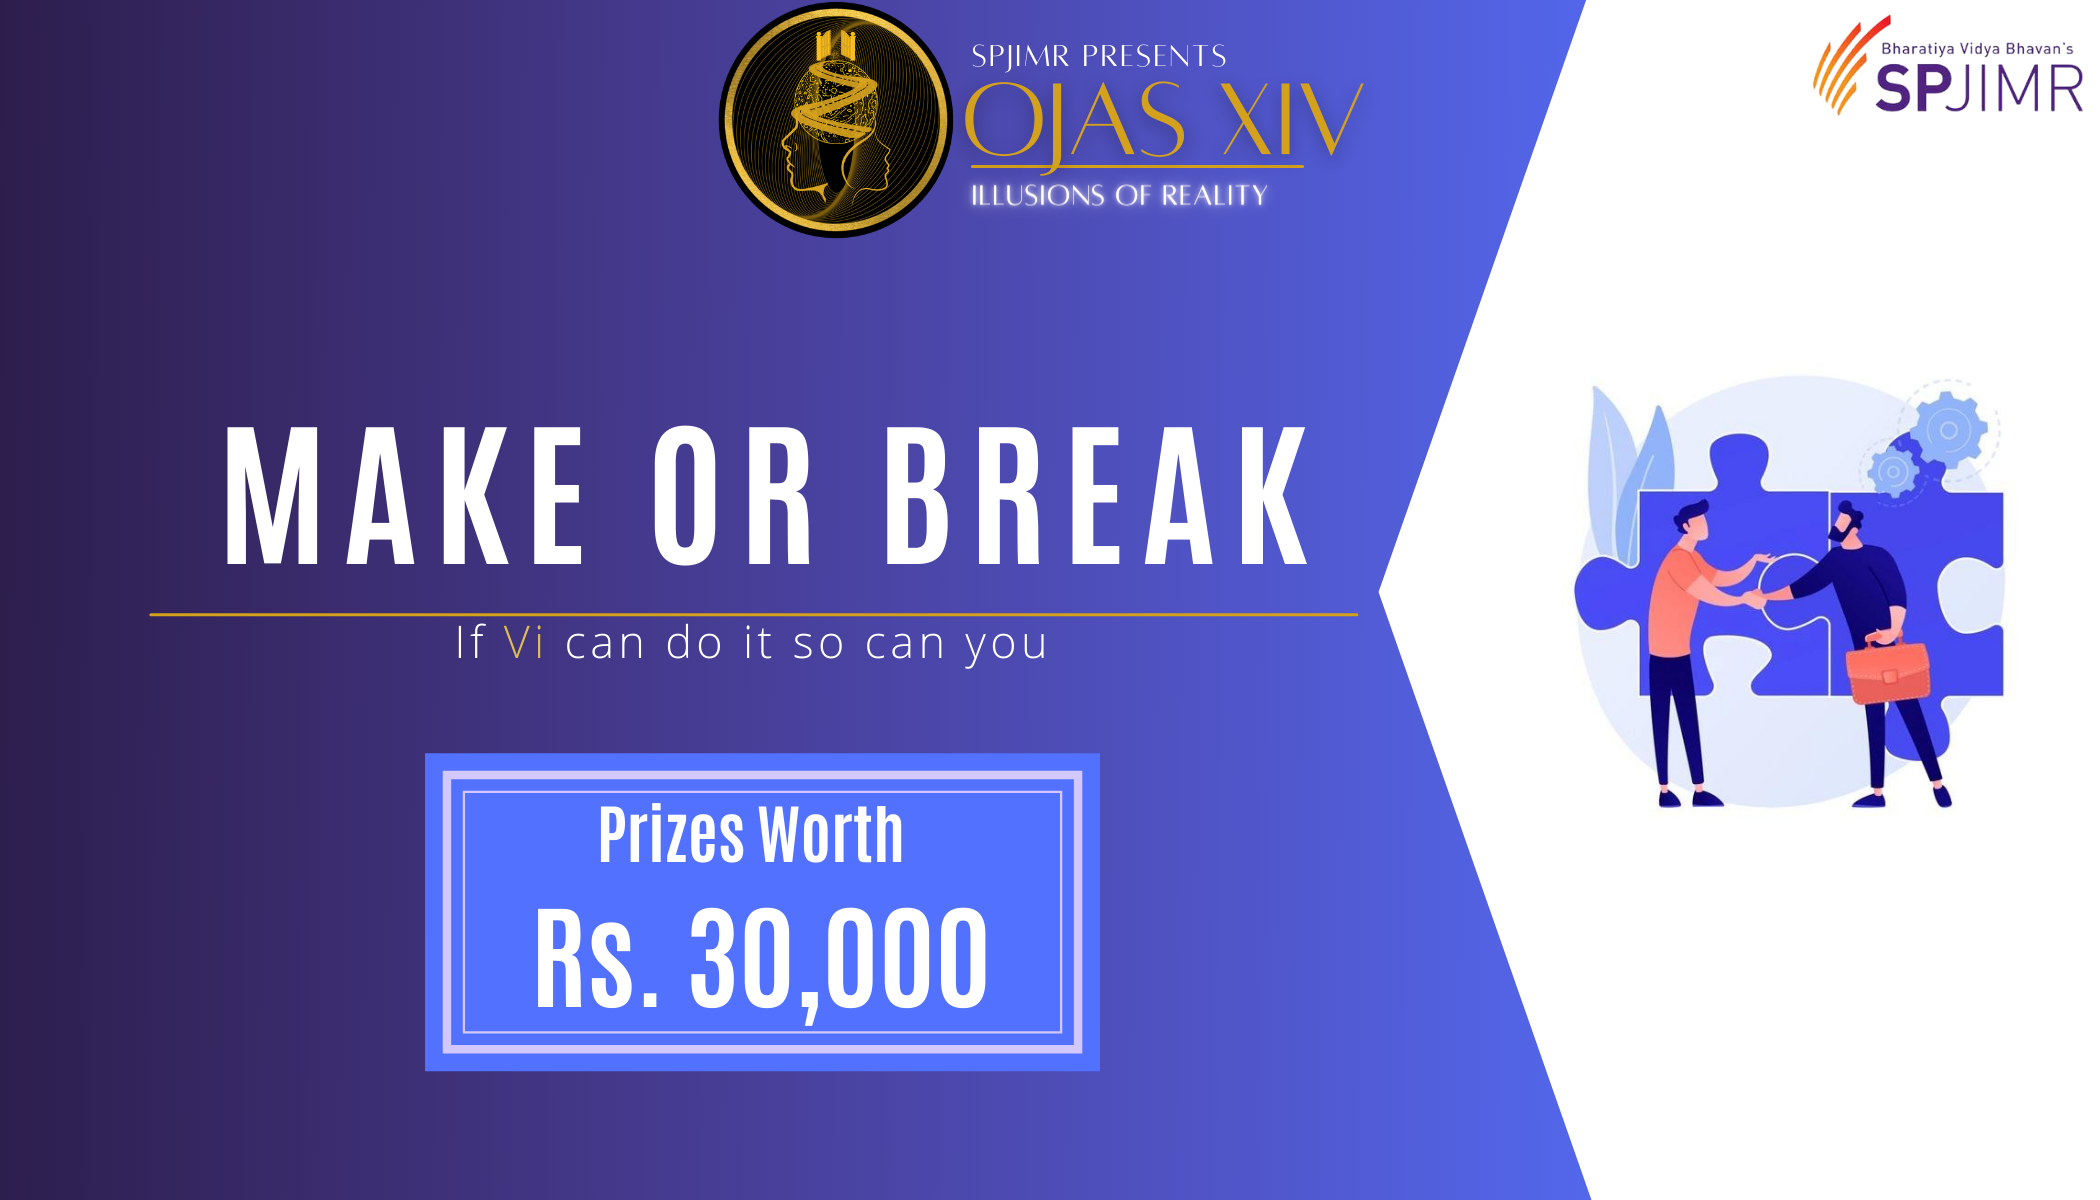 SPJIMR PRESENTS
OJAS XIV
ILLUSIONS OF REALITY
Bharatiya Vidya Bhavan's
SPJIMR
MAKE OR BREAK
If Vi can do it so can you
Prizes Worth
Rs. 30,000